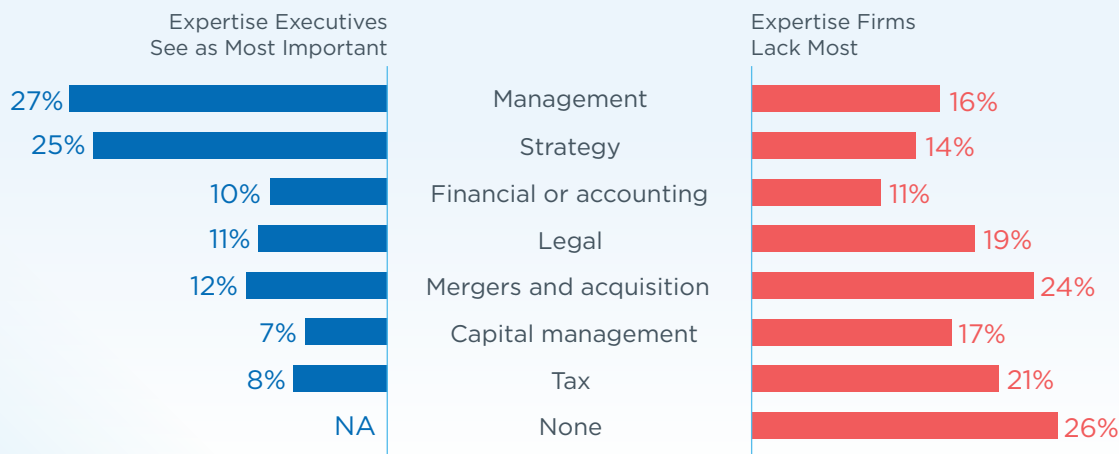 Expertise Executives
See as Most Important
Expertise Firms
Lack Most
27% Management 16%
25% Strategy 14%
10% Financial or accounting 11%
11% Legal 19%
12% Mergers and acquisition 24%
7% Capital management 17%
8% Tax 21%
NA None 26%